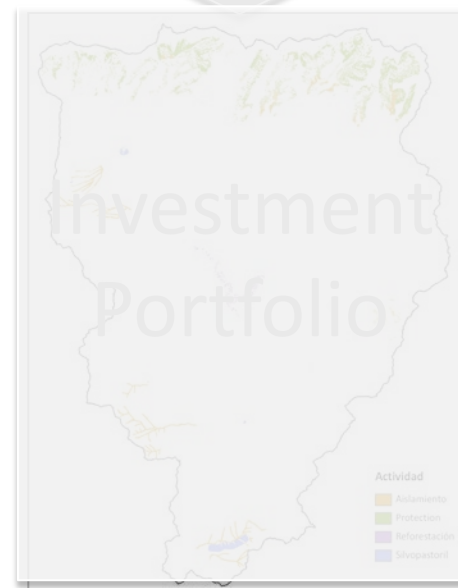 Investment
Portfolio
Actividad
Aislamiento
Protection
Reforestación
Silvopastoril